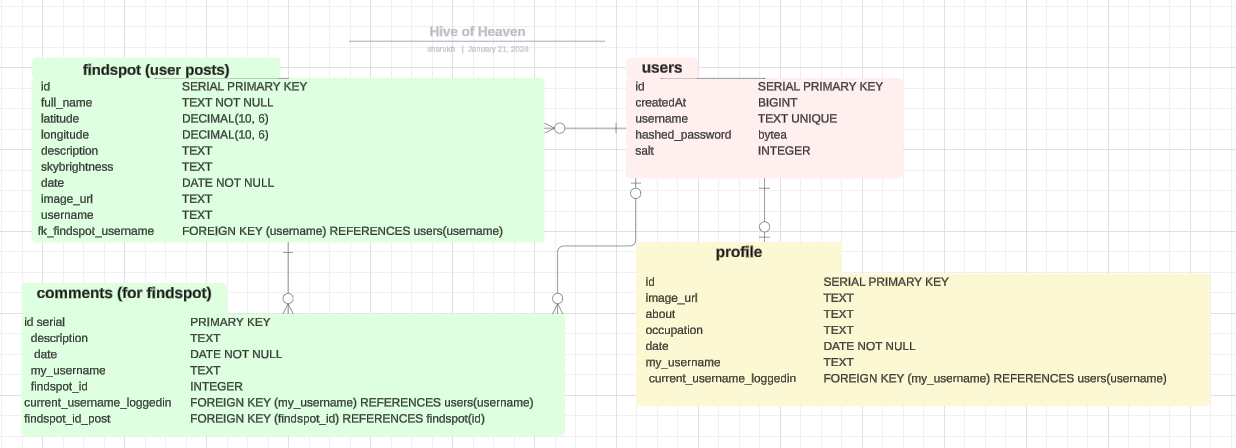 Hive of Heaven
sharukh | January 21, 2024
findspot (user posts)
id SERIAL PRIMARY KEY
full_name TEXT NOT NULL
latitude DECIMAL(10, 6)
longitude DECIMAL(10, 6)
description TEXT
skybrightness TEXT
date DATE NOT NULL
image_url TEXT
username TEXT
fk_findspot_username FOREIGN KEY (username) REFERENCES users(username)
users
id SERIAL PRIMARY KEY
createdAt BIGINT
username TEXT UNIQUE
hashed_password bytea
salt INTEGER
comments (for findspot)
id serial PRIMARY KEY
description TEXT
date DATE NOT NULL
my_username TEXT
findspot_id INTEGER
current_username_loggedin FOREIGN KEY (my_username) REFERENCES users(username)
findspot_id_post FOREIGN KEY (findspot_id) REFERENCES findspot(id)
profile
id SERIAL PRIMARY KEY
image_url TEXT
about TEXT
occupation TEXT
date DATE NOT NULL
my_username TEXT
current_username_loggedin FOREIGN KEY (my_username) REFERENCES users(username)